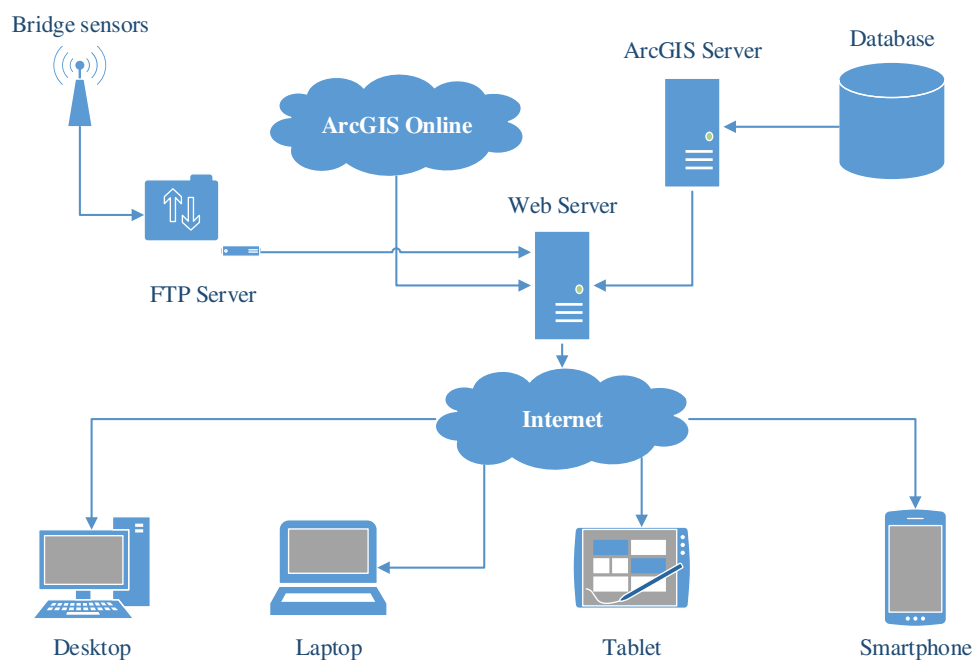 Bridge sensors
ArcGIS Server
Database
ArcGIS Online
Web Server
FTP Server
Internet
Desktop
Laptop
Tablet
Smartphone